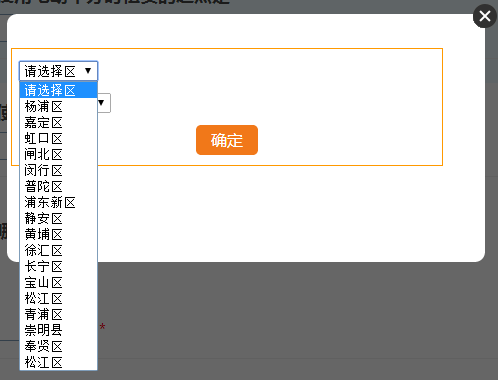 请选择区
请选择区
杨浦区
嘉定区
虹口区
闸北区
闵行区
普陀区
浦东新区
静安区
黄埔区
徐汇区
长宁区
宝山区
松江区
青浦区
崇明县
奉贤区
松江区
确定
*